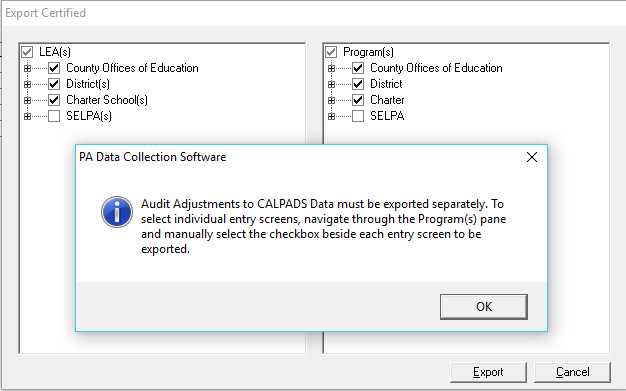 Export Certified
LEA(s)
County Offices of Education
District(s)
Charter School(s)
SELPA(s)
Program(s)
County Offices of Education
District
Charter
SELPA
PA Data Collection Software
Audit Adjustments to CALPADS Data must be exported separately. To
select individual entry screens, navigate through the Program(s) pane
and manually select the checkbox beside each entry screen to be
exported.
OK
Export
Cancel